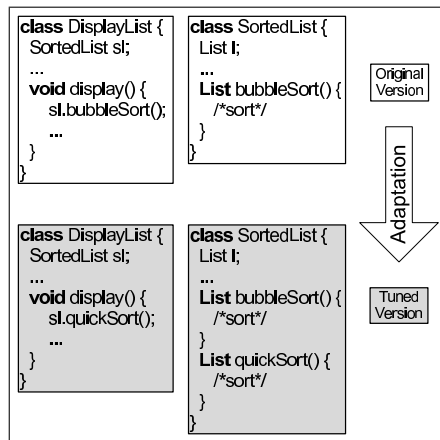 class DisplayList {
SortedList sl;
...
void display() {
sl.bubbleSort();
...
}
}
class SortedList {
List l;
...
List bubbleSort() {
/*sort*/
}
}
Original
Version
Adaptation
class DisplayList {
SortedList sl;
...
void display() {
sl.quickSort();
...
}
}
class SortedList {
List l;
...
List bubbleSort() {
/*sort*/
}
List quickSort() {
/*sort*/
}
}
Tuned
Version